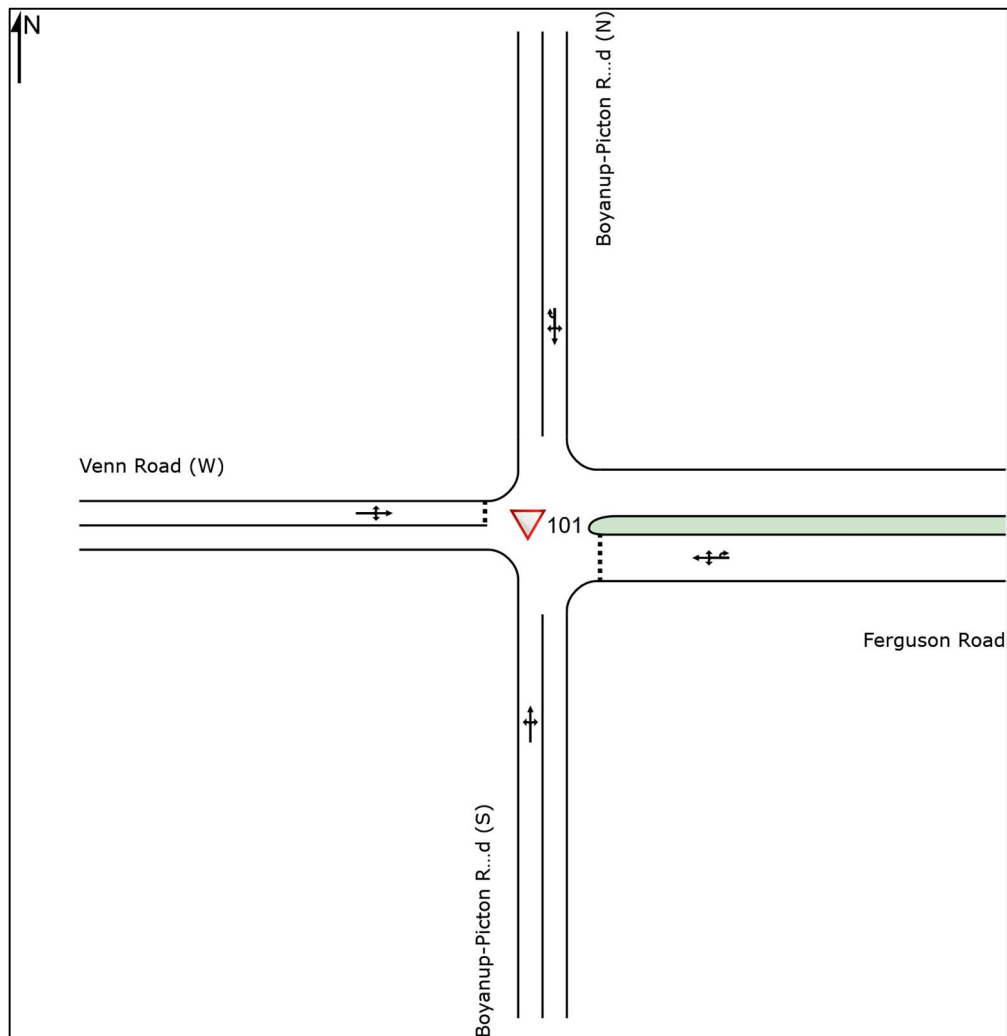 N
Boyanup-Picton R...d (N)
Venn Road (W)
101
Ferguson Road
Boyanup-Picton R...d (S)